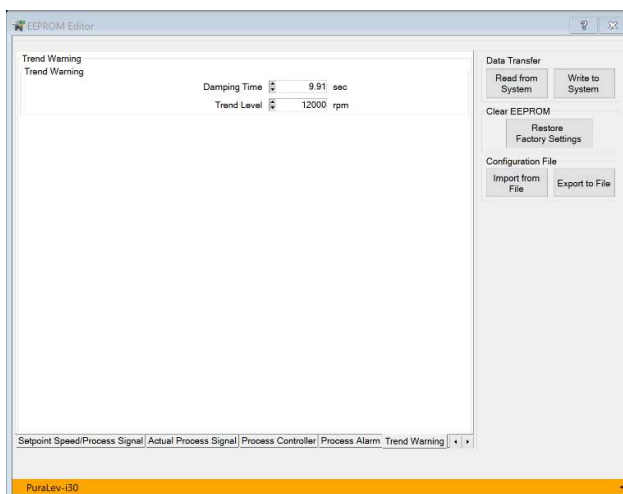 EEPROM Editor
Trend Warning
Trend Warning
Damping Time 9.91 sec
Trend Level 12000 rpm
Data Transfer
Read from System
Write to System
Clear EEPROM
Restore Factory Settings
Configuration File
Import from File
Export to File
Setpoint Speed/Process Signal Actual Process Signal Process Controller Process Alarm Trend Warning
PuraLev-i30